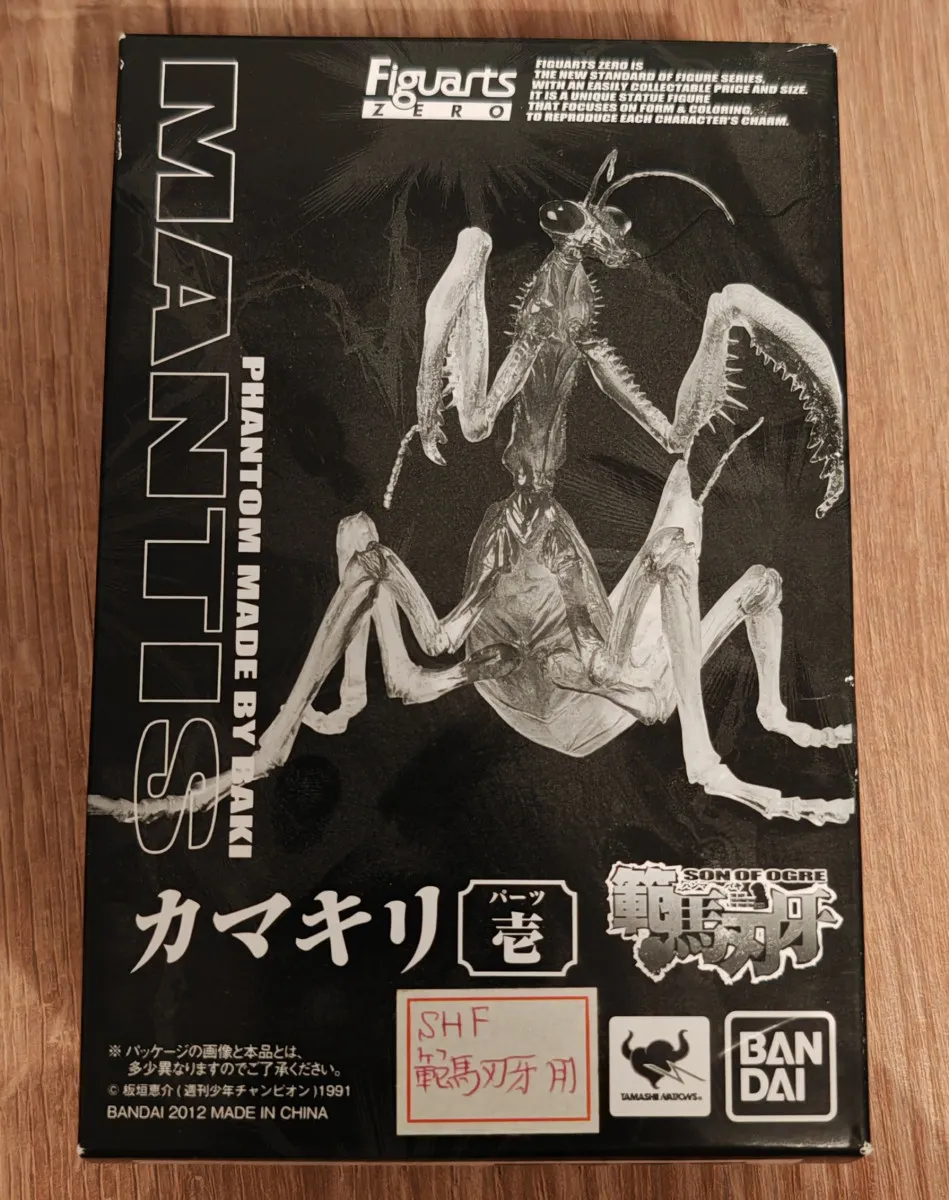 Figuarts
ZERO
FIGUARTS ZERO IS
THE NEW STANDARD OF FIGURE SERIES,
WITH AN EASILY COLLECTABLE PRICE AND SIZE.
IT IS A UNIQUE STATUE FIGURE
THAT FOCUSES ON FORM & COLORING,
TO REPRODUCE EACH CHARACTER'S CHARM.
MANTIS
PHANTOM MADE BY BAKI
カマキリ
パーツ
壱
SON OF OGRE
範馬刃牙
SHF
範馬刃牙用
※ パッケージの画像と本品とは、
多少異なりますのでご了承ください。
© 板垣恵介(週刊少年チャンピオン)1991
BANDAI 2012 MADE IN CHINA
TAMASHII NATIONS
BAN
DAI